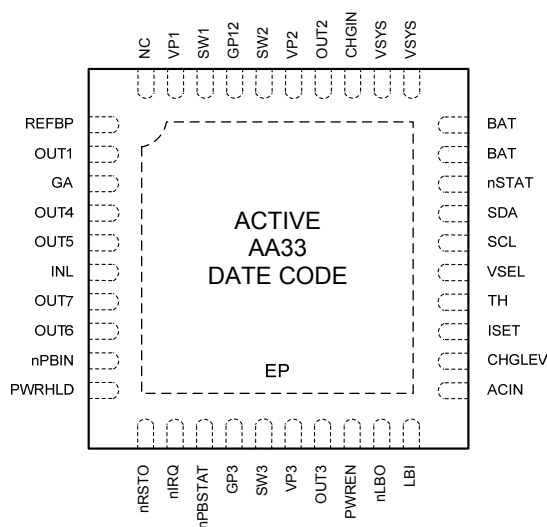 NC
VP1
SW1
GP12
SW2
VP2
OUT2
CHGIN
VSYS
VSYS
REFBP
OUT1
GA
OUT4
OUT5
INL
OUT7
OUT6
nPBIN
PWRHLD
ACTIVE
AA33
DATE CODE
EP
BAT
BAT
nSTAT
SDA
SCL
VSEL
TH
ISET
CHGLEV
ACIN
nRSTO
nIRQ
nPBSTAT
GP3
SW3
VP3
OUT3
PWREN
nLBO
LBI